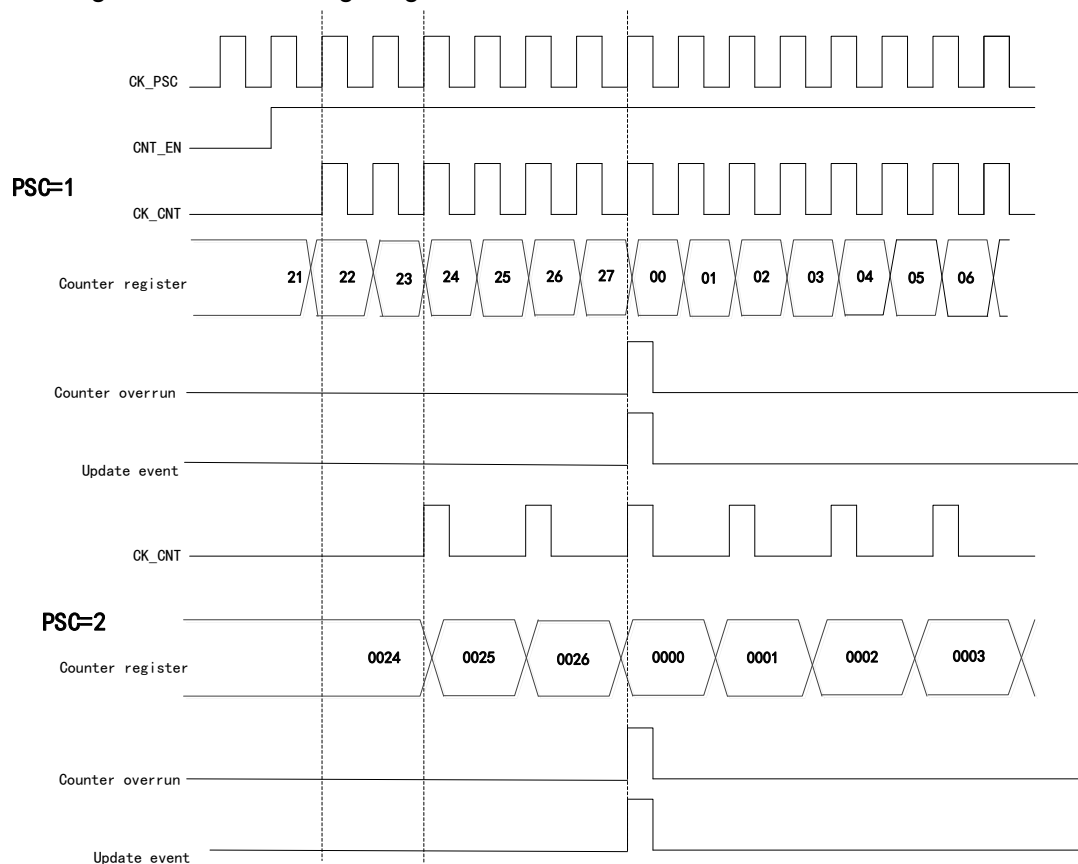 CK_PSC
CNT_EN
PSC=1
CK_CNT
Counter register 21 22 23 24 25 26 27 00 01 02 03 04 05 06
Counter overrun
Update event
CK_CNT
PSC=2
Counter register 0024 0025 0026 0000 0001 0002 0003
Counter overrun
Update event